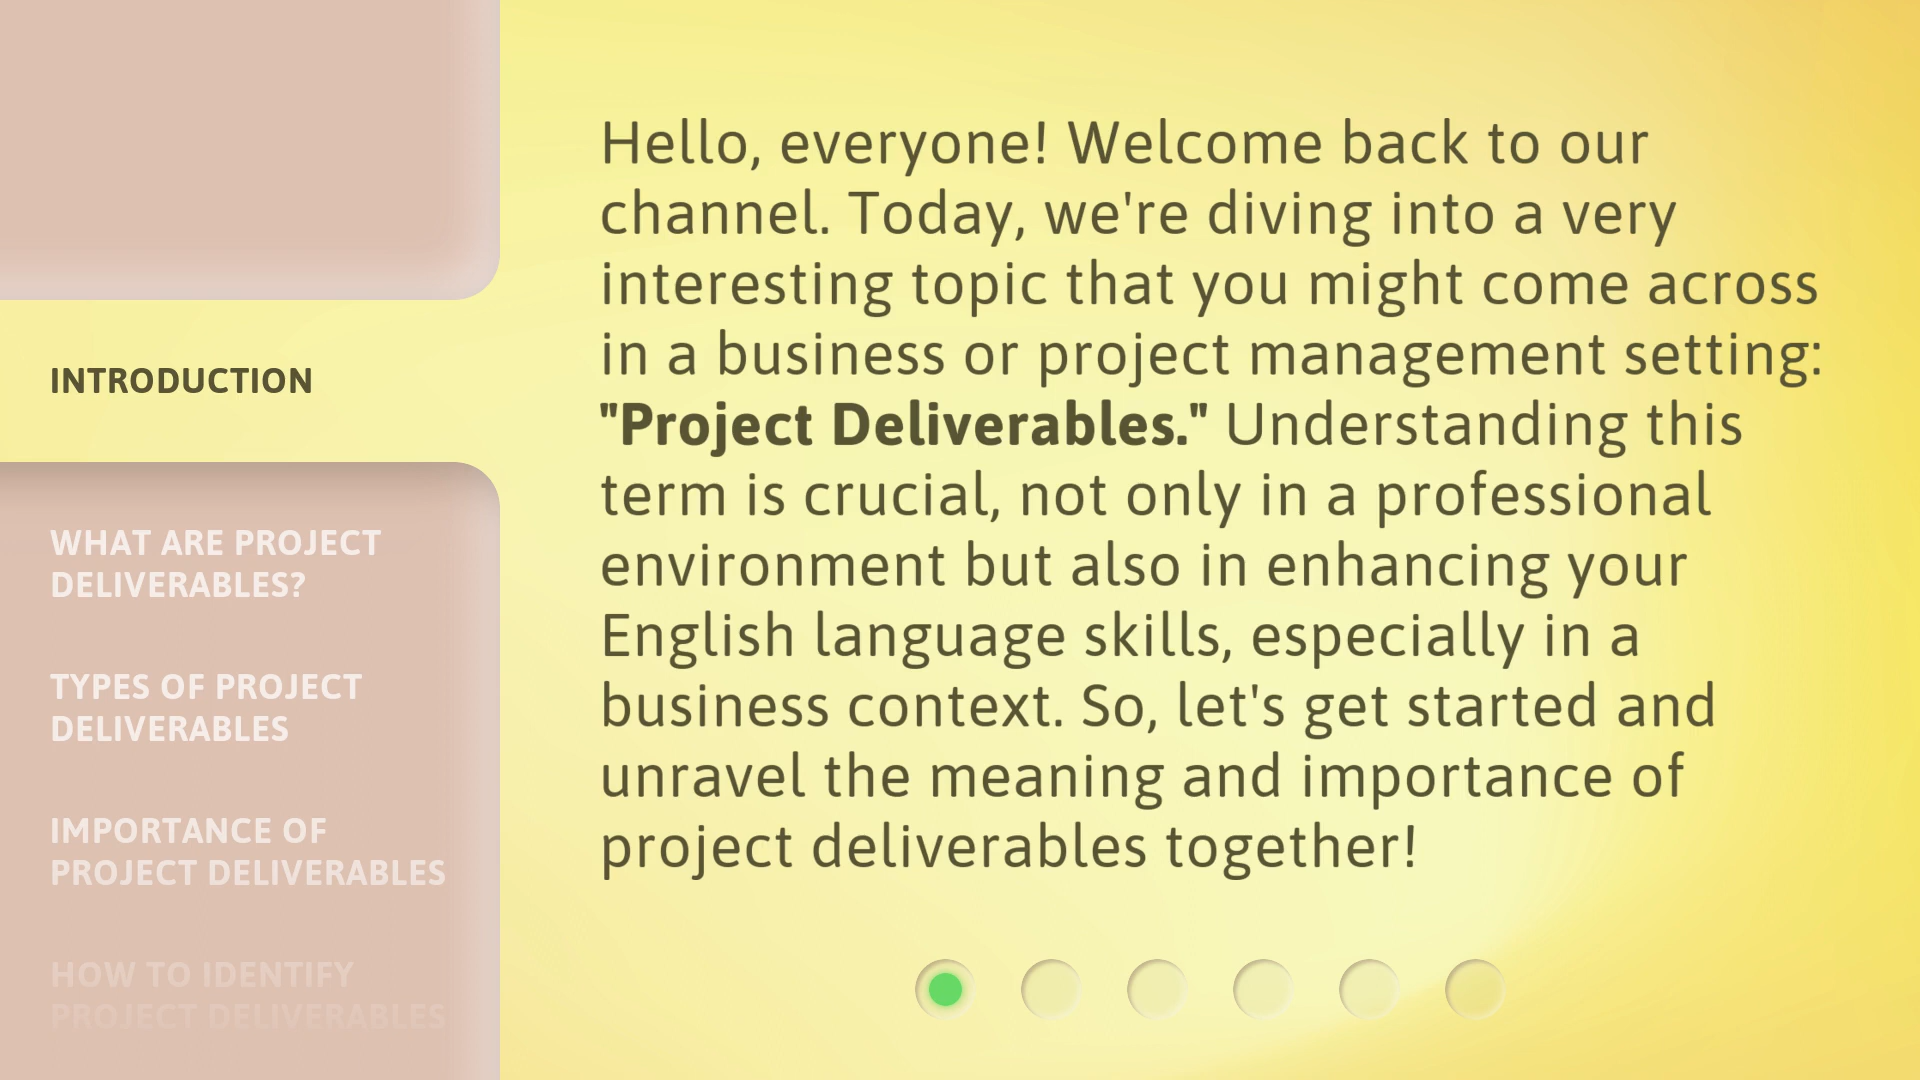 INTRODUCTION
WHAT ARE PROJECT
DELIVERABLES?
TYPES OF PROJECT
DELIVERABLES
IMPORTANCE OF
PROJECT DELIVERABLES
HOW TO IDENTIFY
PROJECT DELIVERABLES
Hello, everyone! Welcome back to our
channel. Today, we're diving into a very
interesting topic that you might come across
in a business or project management setting:
"Project Deliverables." Understanding this
term is crucial, not only in a professional
environment but also in enhancing your
English language skills, especially in a
business context. So, let's get started and
unravel the meaning and importance of
project deliverables together!